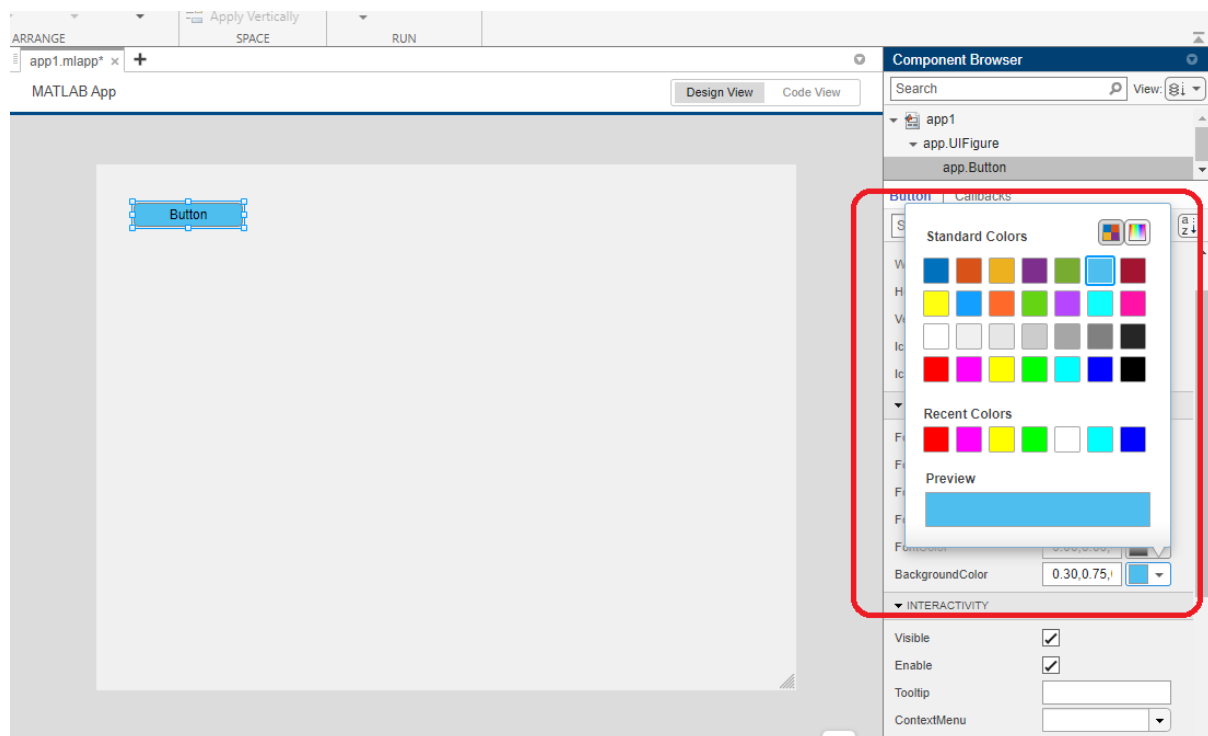 Apply Vertically
ARRANGE SPACE RUN
app1.mlapp* × +
MATLAB App
Design View Code View
Button
Component Browser
Search View:
app1
app.UIFigure
app.Button
Button Callbacks
Standard Colors
Recent Colors
Preview
FontColor
BackgroundColor 0.30,0.75,
INTERACTIVITY
Visible
Enable
Tooltip
ContextMenu